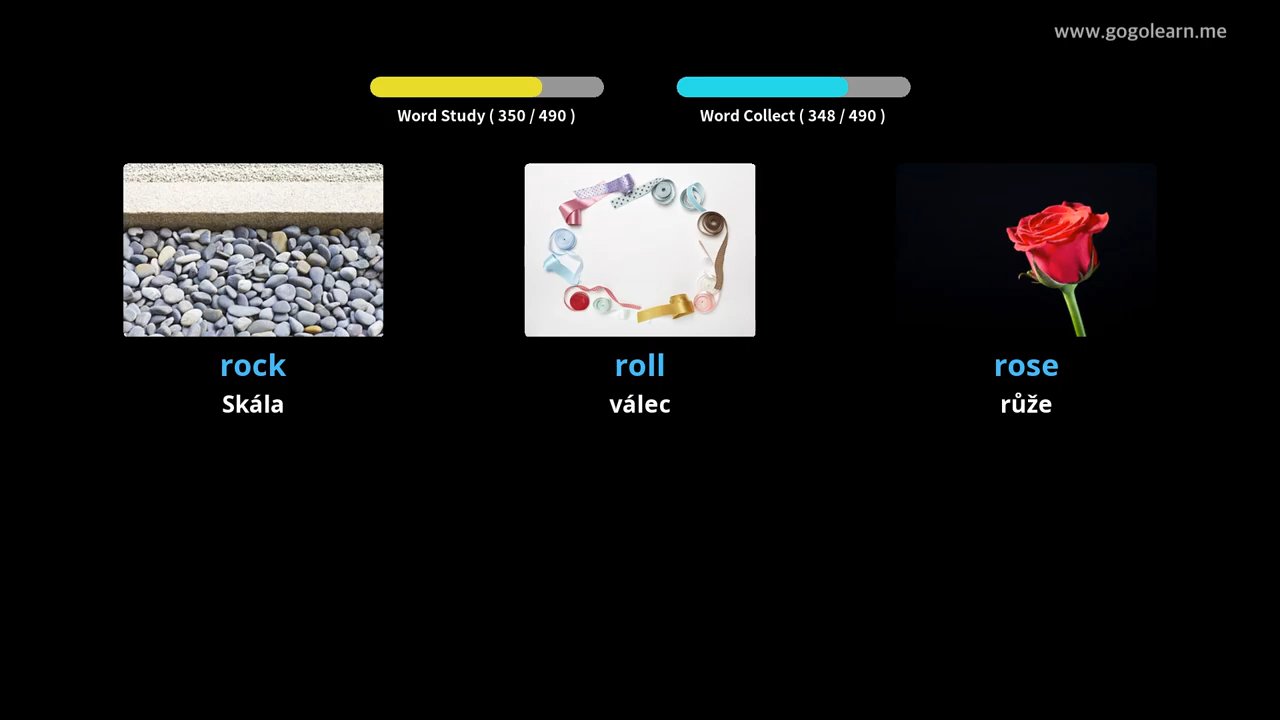 www.gogolearn.me
Word Study ( 350 / 490 )
Word Collect ( 348 / 490 )
rock
Skála
roll
válec
rose
růže